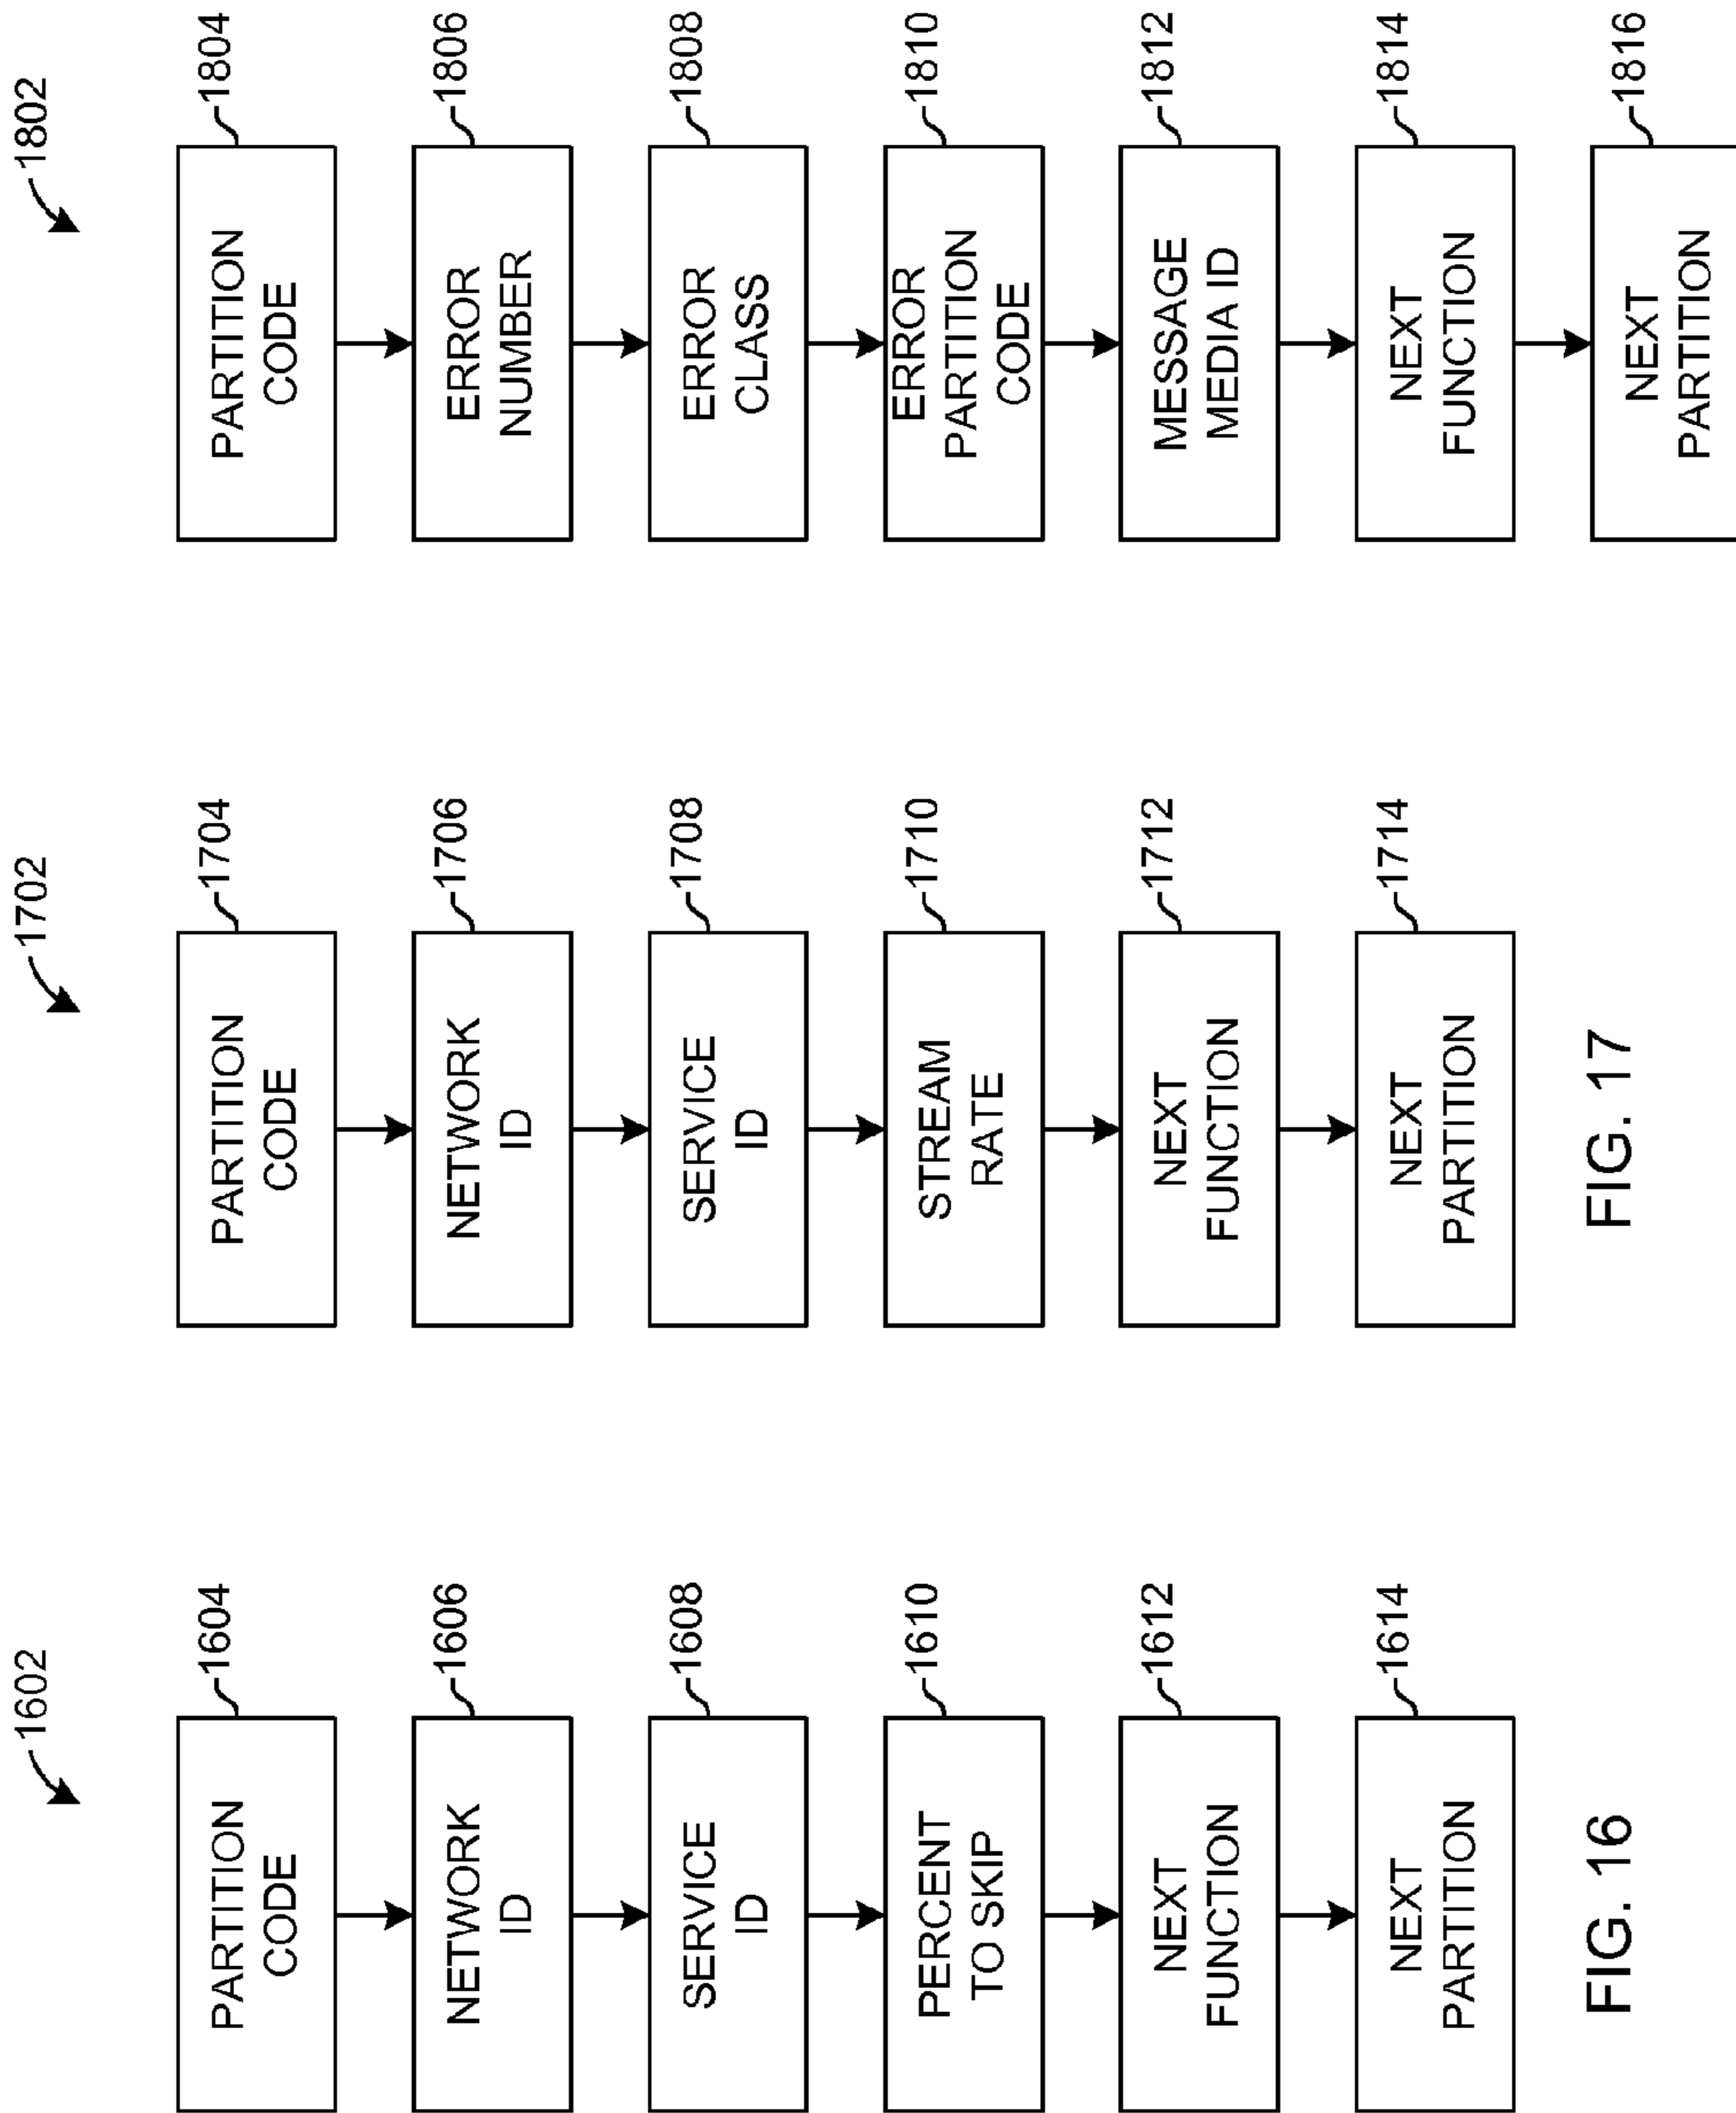 1602
PARTITION
CODE
1604
NETWORK
ID
1606
SERVICE
ID
1608
PERCENT
TO SKIP
1610
NEXT
FUNCTION
1612
NEXT
PARTITION
1614
FIG. 16
1702
PARTITION
CODE
1704
NETWORK
ID
1706
SERVICE
ID
1708
STREAM
RATE
1710
NEXT
FUNCTION
1712
NEXT
PARTITION
1714
FIG. 17
1802
PARTITION
CODE
1804
ERROR
NUMBER
1806
ERROR
CLASS
1808
ERROR
PARTITION
CODE
1810
MESSAGE
MEDIA ID
1812
NEXT
FUNCTION
1814
NEXT
PARTITION
1816